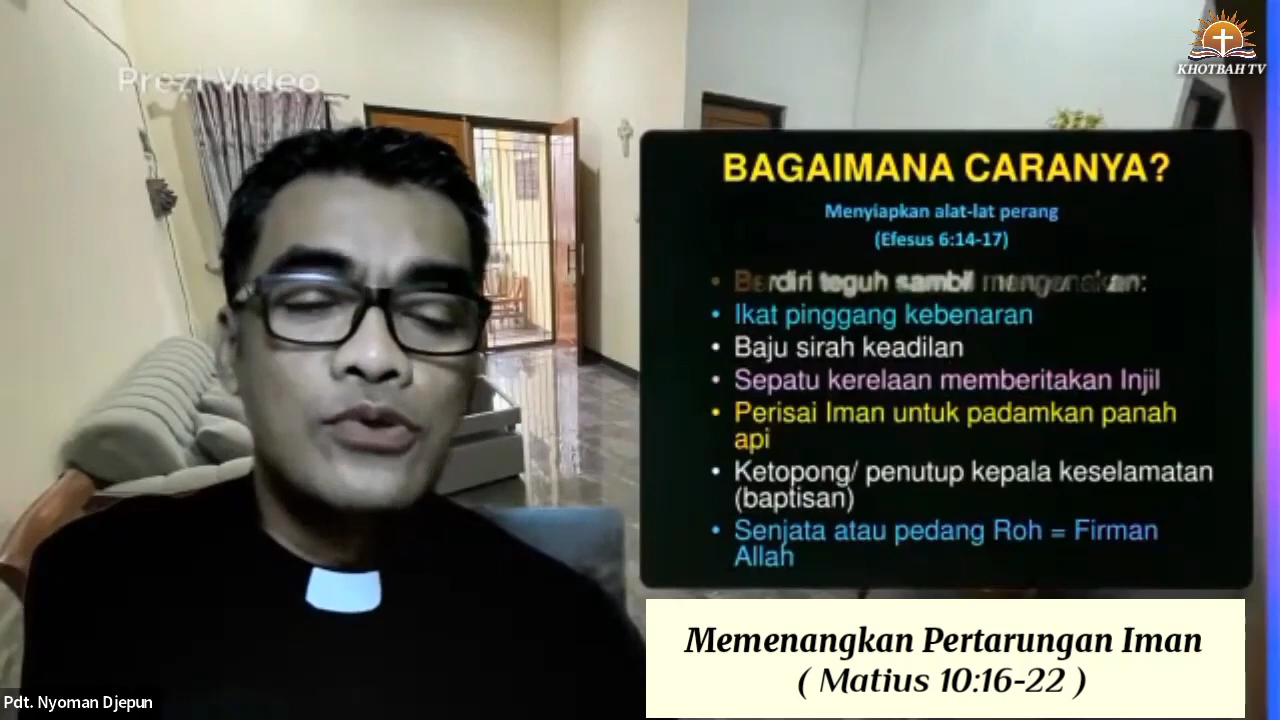 Prezi Video
KHOTBAH TV
BAGAIMANA CARANYA?
Menyiapkan alat-lat perang
(Efesus 6:14-17)
• Berdiri teguh sambil mengenakan:
• Ikat pinggang kebenaran
• Baju sirah keadilan
• Sepatu kerelaan memberitakan Injil
• Perisai Iman untuk padamkan panah
api
• Ketopong/ penutup kepala keselamatan
(baptisan)
• Senjata atau pedang Roh = Firman
Allah
Memenangkan Pertarungan Iman
( Matius 10:16-22 )
Pdt. Nyoman Djepun